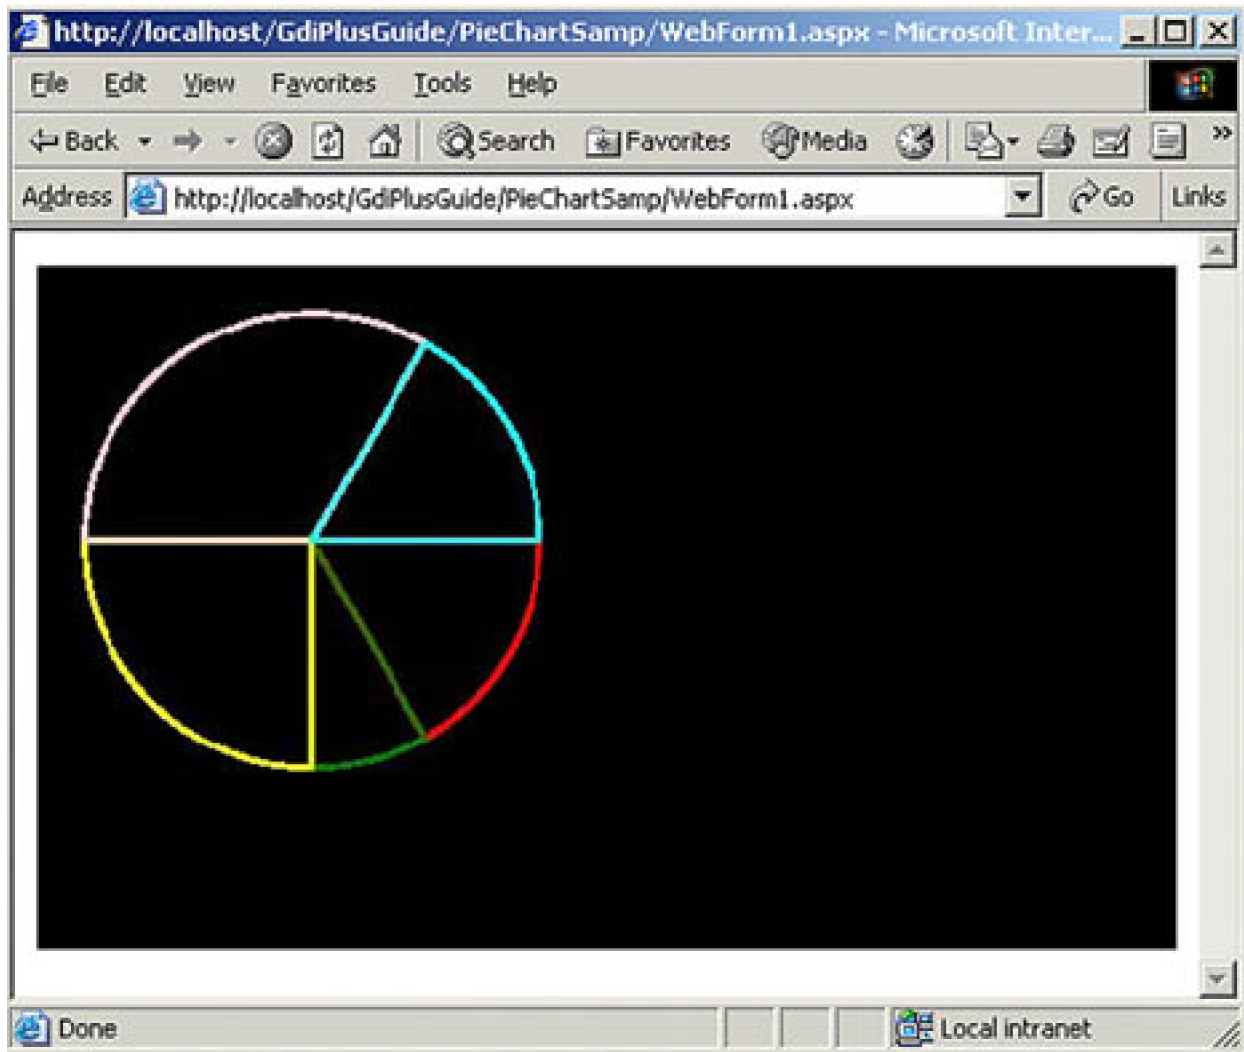 http://localhost/GdiPlusGuide/PieChartSamp/WebForm1.aspx - Microsoft Inter...
File Edit View Favorites Tools Help
Back Search Favorites Media »
Address http://localhost/GdiPlusGuide/PieChartSamp/WebForm1.aspx Go Links
Done Local intranet